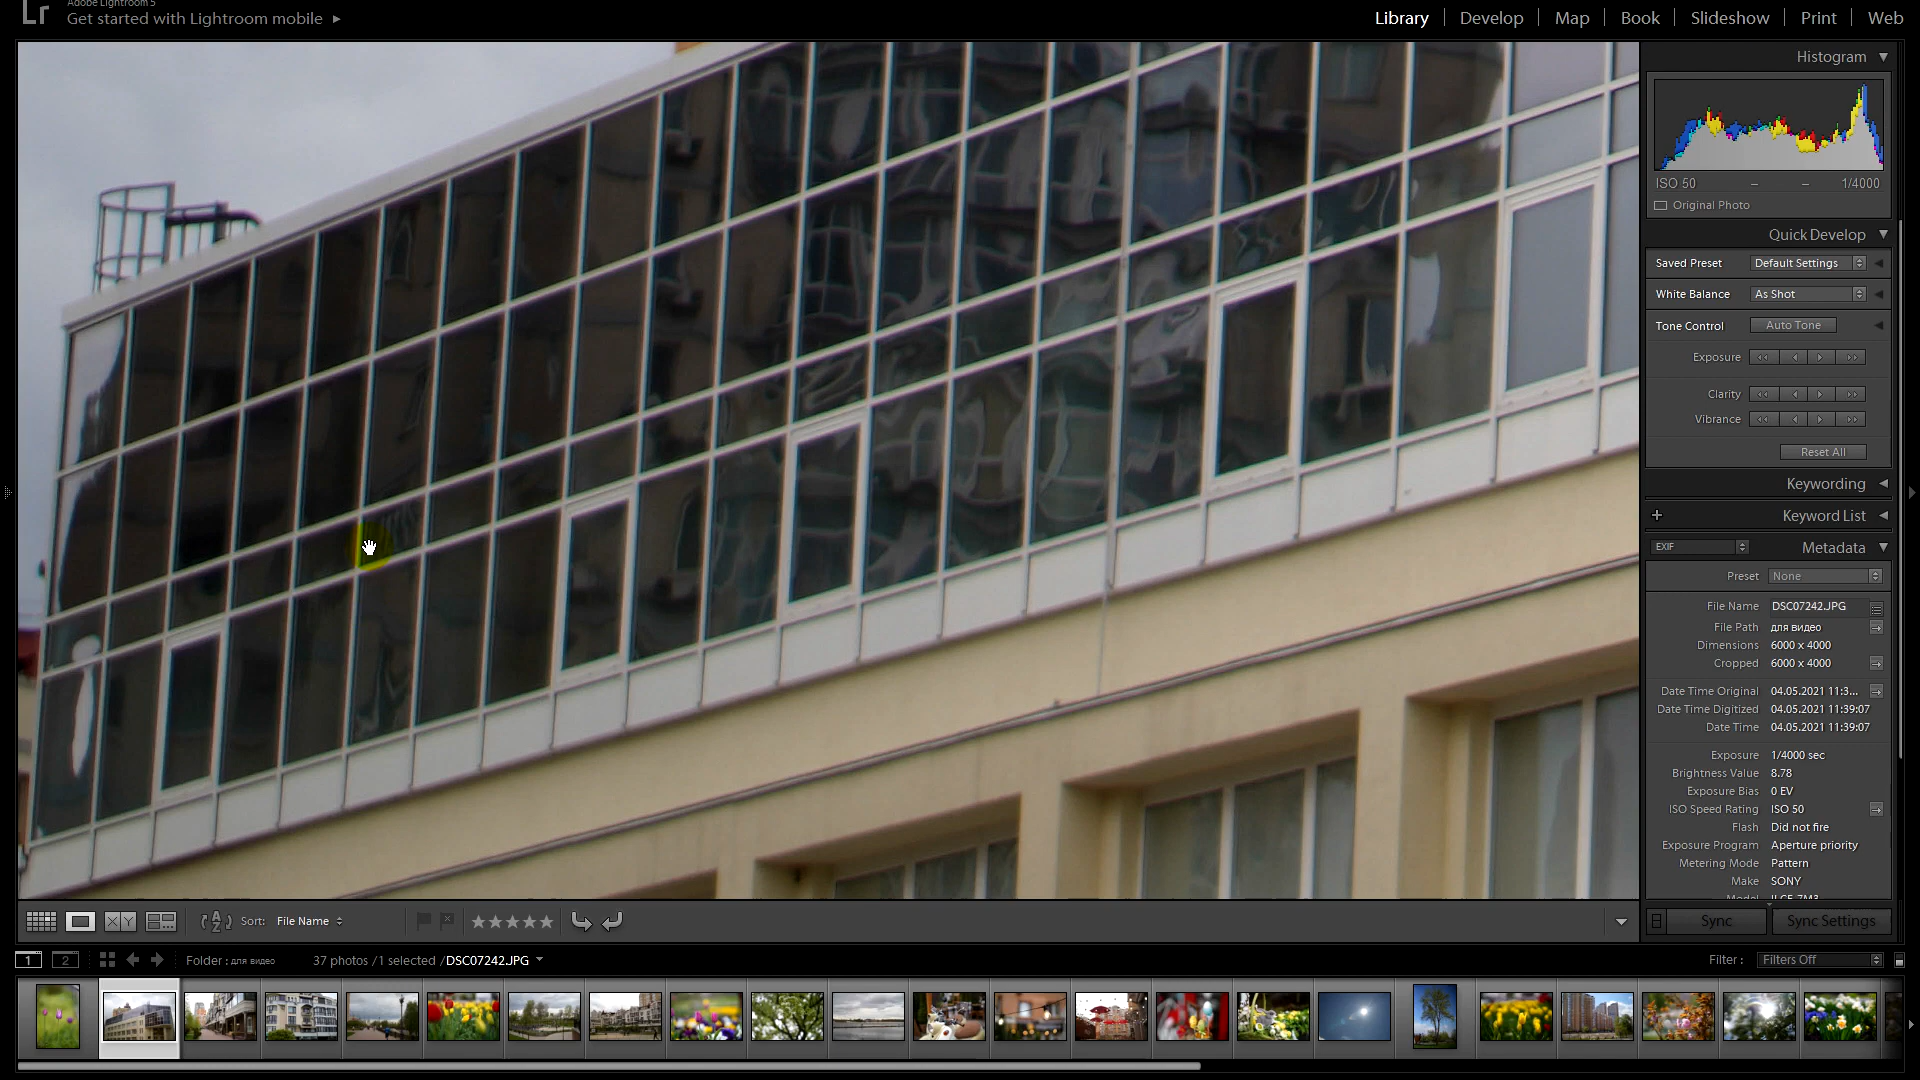 Lr
Adobe Lightroom 5
Get started with Lightroom mobile
Library
Develop
Map
Book
Slideshow
Print
Web
Histogram
ISO 50 – – 1/4000
Original Photo
Quick Develop
Saved Preset Default Settings
White Balance As Shot
Tone Control Auto Tone
Exposure
Clarity
Vibrance
Reset All
Keywording
+ Keyword List
EXIF Metadata
Preset None
File Name DSC07242.JPG
File Path для видео
Dimensions 6000 x 4000
Cropped 6000 x 4000
Date Time Original 04.05.2021 11:3...
Date Time Digitized 04.05.2021 11:39:07
Date Time 04.05.2021 11:39:07
Exposure 1/4000 sec
Brightness Value 8.78
Exposure Bias 0 EV
ISO Speed Rating ISO 50
Flash Did not fire
Exposure Program Aperture priority
Metering Mode Pattern
Make SONY
Model ILCE-7M3
XY
AZ Sort: File Name
Sync
Sync Settings
1 2 Folder : для видео 37 photos / 1 selected / DSC07242.JPG
Filter : Filters Off